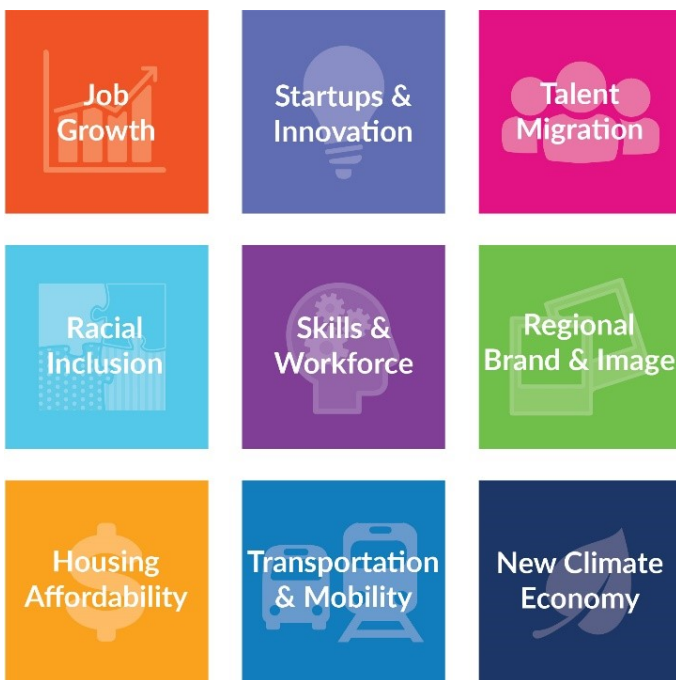 Job
Growth
Startups &
Innovation
Talent
Migration
Racial
Inclusion
Skills &
Workforce
Regional
Brand & Image
Housing
Affordability
Transportation
& Mobility
New Climate
Economy